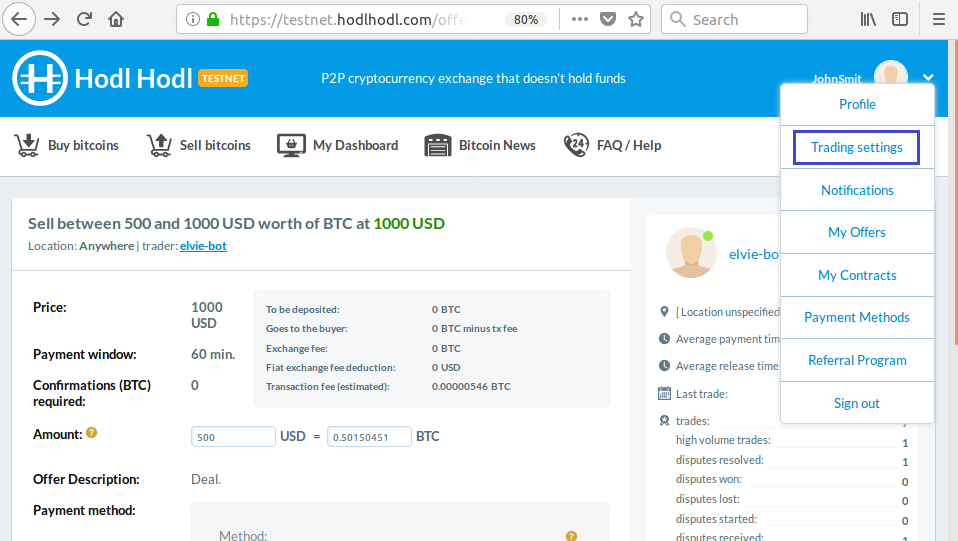 https://testnet.hodlhodl.com/offe
80%
Search
Hodl Hodl TESTNET
P2P cryptocurrency exchange that doesn't hold funds
JohnSmit
Buy bitcoins
Sell bitcoins
My Dashboard
Bitcoin News
24
FAQ / Help
Profile
Trading settings
Notifications
My Offers
My Contracts
Payment Methods
Referral Program
Sign out
Sell between 500 and 1000 USD worth of BTC at 1000 USD
Location: Anywhere | trader: elvie-bot
Price: 1000
USD
Payment window: 60 min.
Confirmations (BTC) 0
required:
To be deposited: 0 BTC
Goes to the buyer: 0 BTC minus tx fee
Exchange fee: 0 BTC
Fiat exchange fee deduction: 0 USD
Transaction fee (estimated): 0.00000546 BTC
Amount: ? 500 USD = 0.50150451 BTC
Offer Description: Deal.
Payment method:
Method: ?
elvie-bo
[ Location unspecified
Average payment tim
Average release time
Last trade:
trades:
high volume trades: 1
disputes resolved: 1
disputes won: 0
disputes lost: 0
disputes started: 0
disputes received: 1